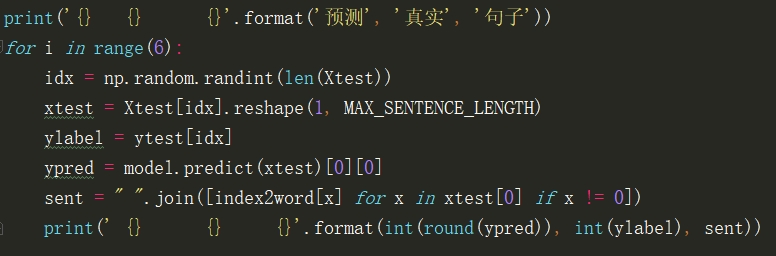 print('{}   {}      {}'.format('预测', '真实', '句子'))
for i in range(6):
    idx = np.random.randint(len(Xtest))
    xtest = Xtest[idx].reshape(1, MAX_SENTENCE_LENGTH)
    ylabel = ytest[idx]
    ypred = model.predict(xtest)[0][0]
    sent = " ".join([index2word[x] for x in xtest[0] if x != 0])
    print(' {}      {}     {}'.format(int(round(ypred)), int(ylabel), sent))